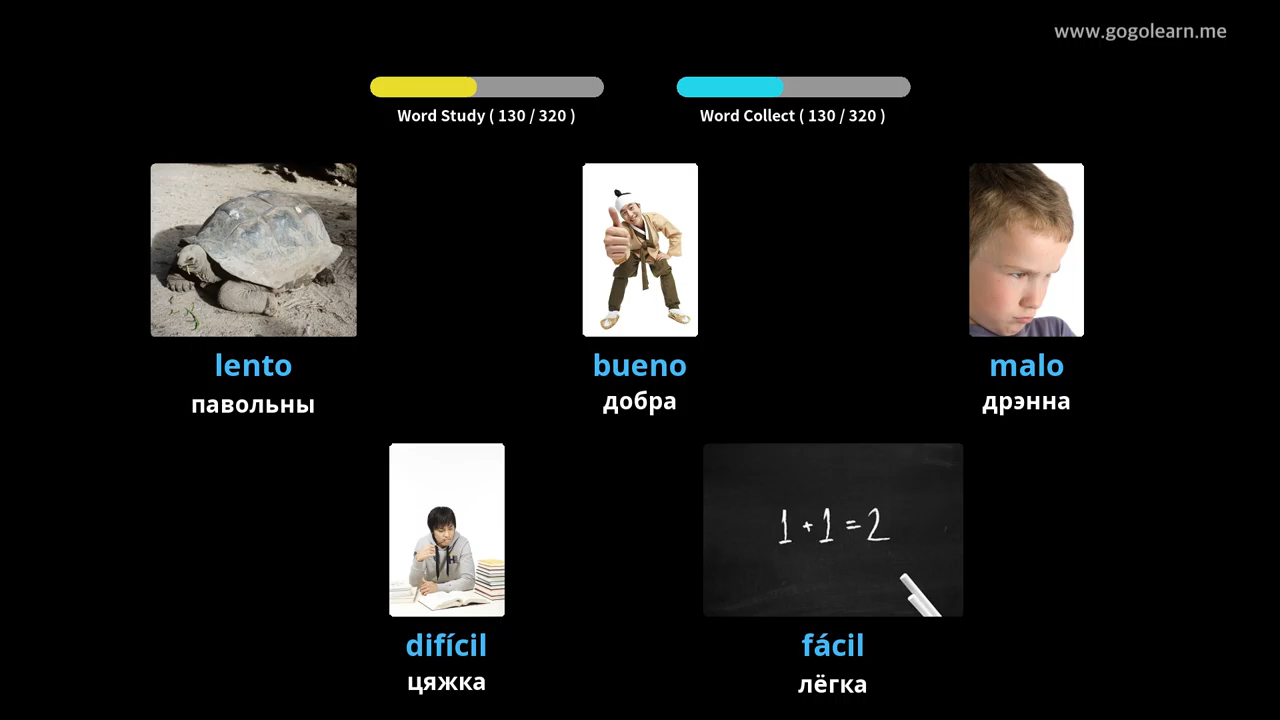 www.gogolearn.me
Word Study ( 130 / 320 )
Word Collect ( 130 / 320 )
lento
павольны
bueno
добра
malo
дрэнна
difícil
цяжка
1 + 1 = 2
fácil
лёгка